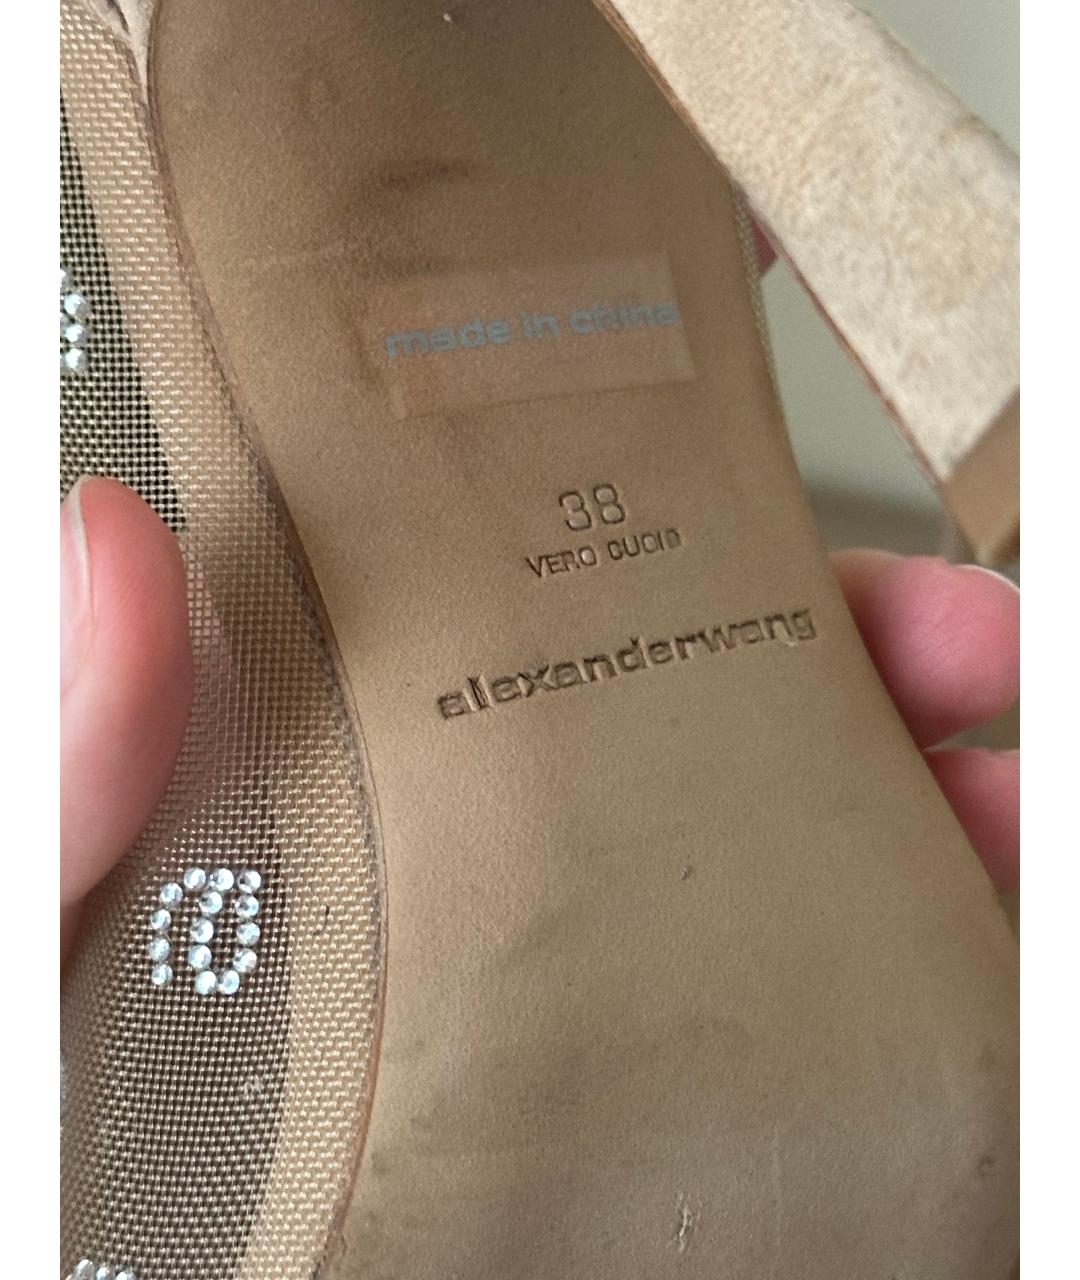 made in china
38
VERO CUOIO
alexanderwang